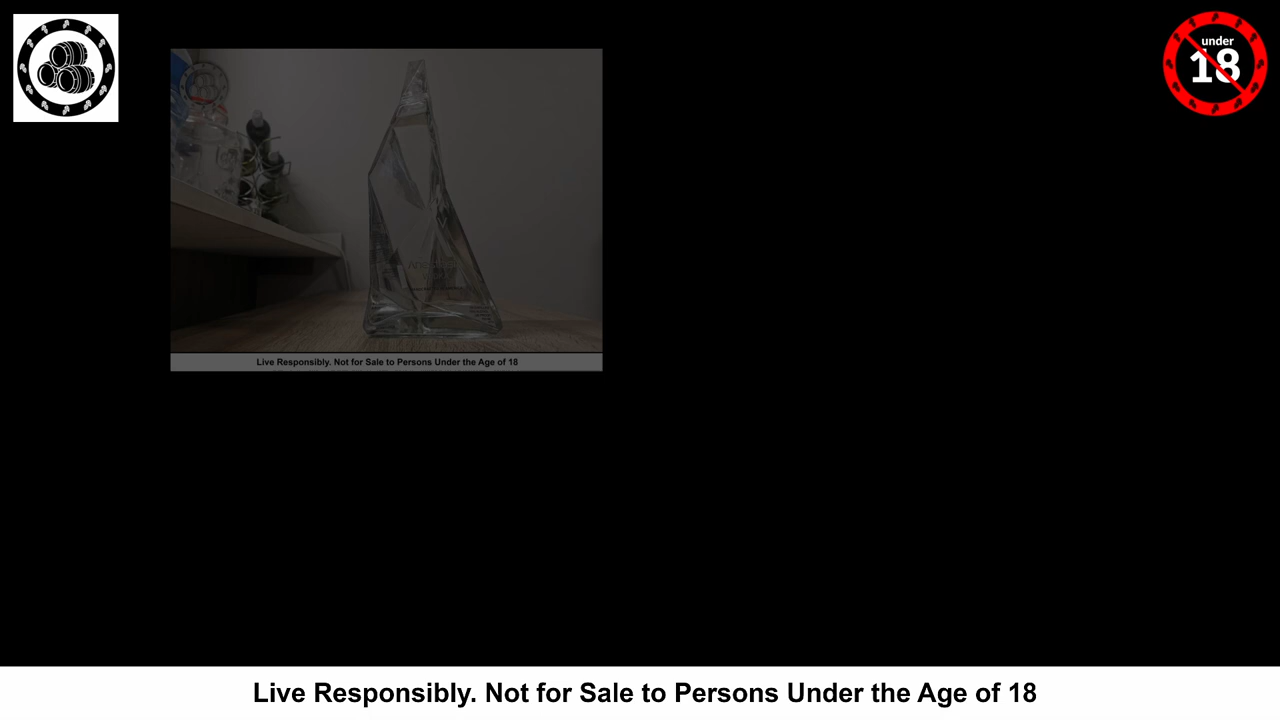 under
18
Live Responsibly. Not for Sale to Persons Under the Age of 18
Live Responsibly. Not for Sale to Persons Under the Age of 18